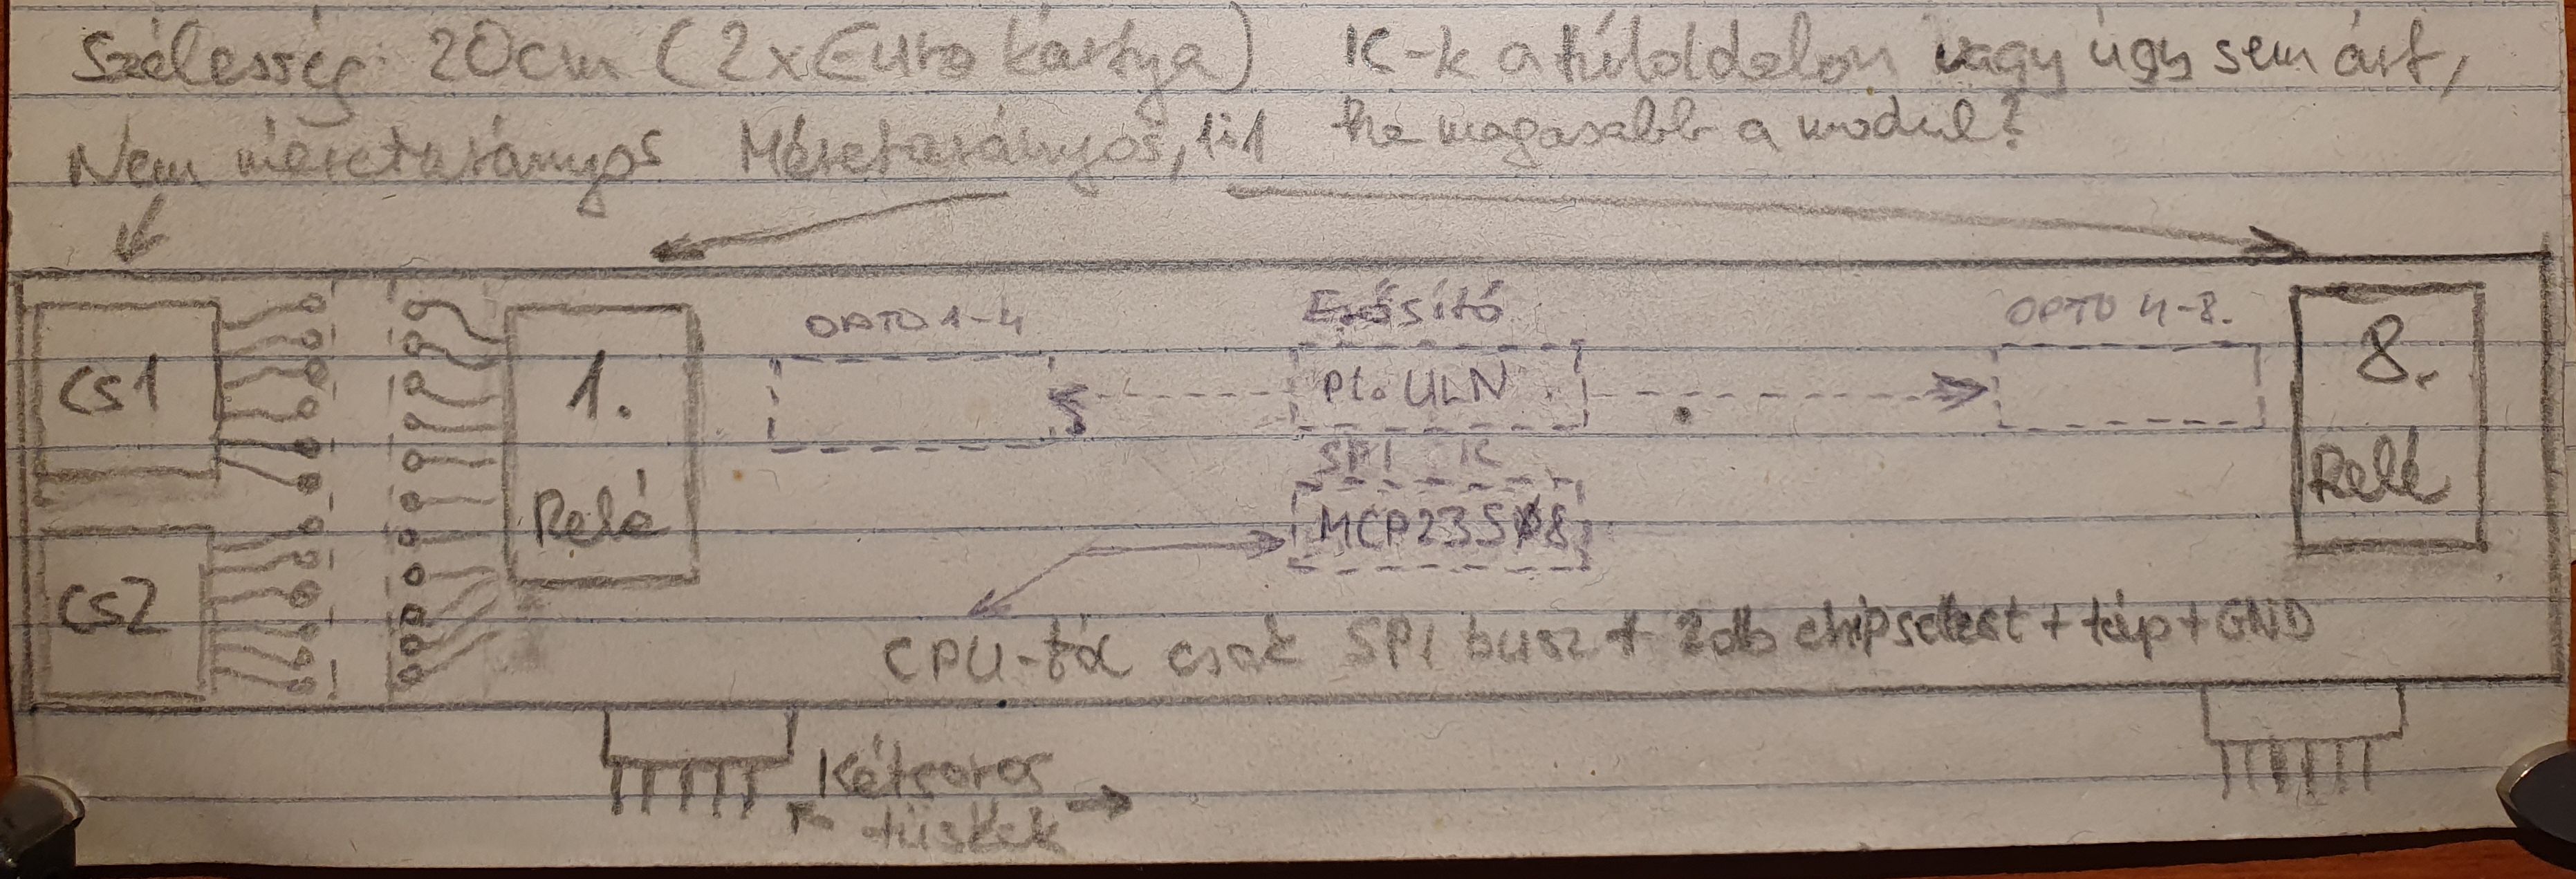 Szélesség: 20cm (2xEuro kártya) IC-k a túloldalon vagy úgy sem árt,
Nem méretarányos Méretarányos, 1:1 ha magasabb a modul?
OPTO 1-4 Erősítő OPTO 4-8.
CS1 1. Pl. ULN 8.
SPI IC
Relé MCP23S08 Relé
CS2
CPU-tól csak SPI busz + 2db chipselect + táp + GND
Kétsoros
tüskék